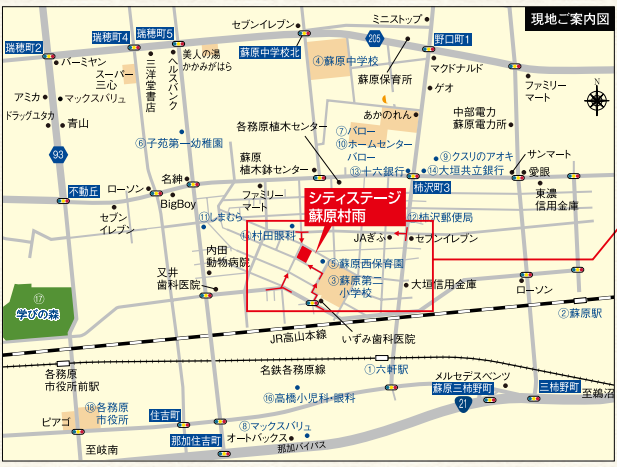 現地ご案内図
セブンイレブン
ミニストップ
瑞穂町2
瑞穂町4
瑞穂町5
蘇原中学校北
205
野口町1
バーミヤン
スーパー
三心
三洋堂書店
ヘルスバンク
美人の湯
かかみがはら
④蘇原中学校
蘇原保育所
マクドナルド
ゲオ
ファミリー
マート
N
アミカ
マックスバリュ
ドラッグユタカ
青山
93
⑥子苑第一幼稚園
各務原植木センター
あかのれん
⑦バロー
⑩ホームセンター
バロー
中部電力
蘇原電力所
⑨クスリのアオキ
サンマート
蘇原
植木鉢センター
⑬十六銀行
⑭大垣共立銀行
愛眼
不動丘
ローソン
名紳
BigBoy
ファミリー
マート
シティステージ
蘇原村雨
柿沢町3
東濃
信用金庫
セブン
イレブン
⑪しまむら
⑫柿沢郵便局
村田眼科
JAぎふ
セブンイレブン
内田
動物病院
⑤蘇原西保育園
又井
歯科医院
③蘇原第二
小学校
大垣信用金庫
ローソン
⑰
学びの森
②蘇原駅
JR高山本線
いずみ歯科医院
各務原
市役所前駅
名鉄各務原線
①六軒駅
メルセデスベンツ
⑯高橋小児科・眼科
蘇原三柿野町
三柿野町
至鵜沼
21
⑱各務原
市役所
ピアゴ
住吉町
⑧マックスバリュ
至岐南
那加住吉町
オートバックス
那加バイパス